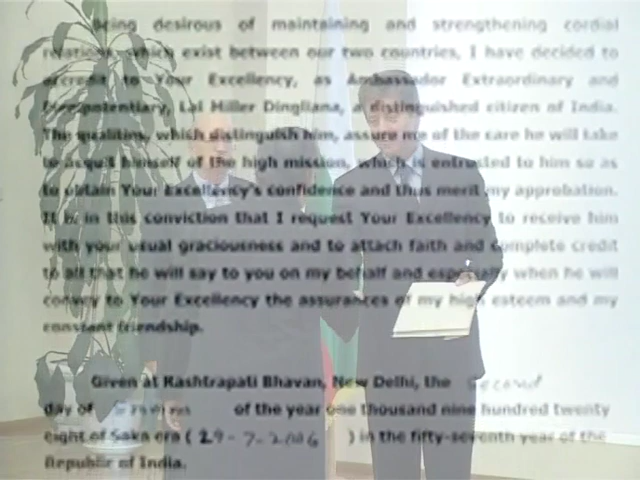 Being desirous of maintaining and strengthening cordial
relations, which exist between our two countries, I have decided to
accredit to Your Excellency, as Ambassador Extraordinary and
Plenipotentiary, Lal Hiller Dingliana, a distinguished citizen of India.
The qualities, which distinguish him, assure me of the care he will take
to acquit himself of the high mission, which is entrusted to him so as
to obtain Your Excellency's confidence and thus merit my approbation.
It is in this conviction that I request Your Excellency to receive him
with your usual graciousness and to attach faith and complete credit
to all that he will say to you on my behalf and especially when he will
convey to Your Excellency the assurances of my high esteem and my
constant friendship.
Given at Rashtrapati Bhavan, New Delhi, the Second
day of of the year one thousand nine hundred twenty
eight of Saka era ( ) in the fifty-seventh year of the
Republic of India.